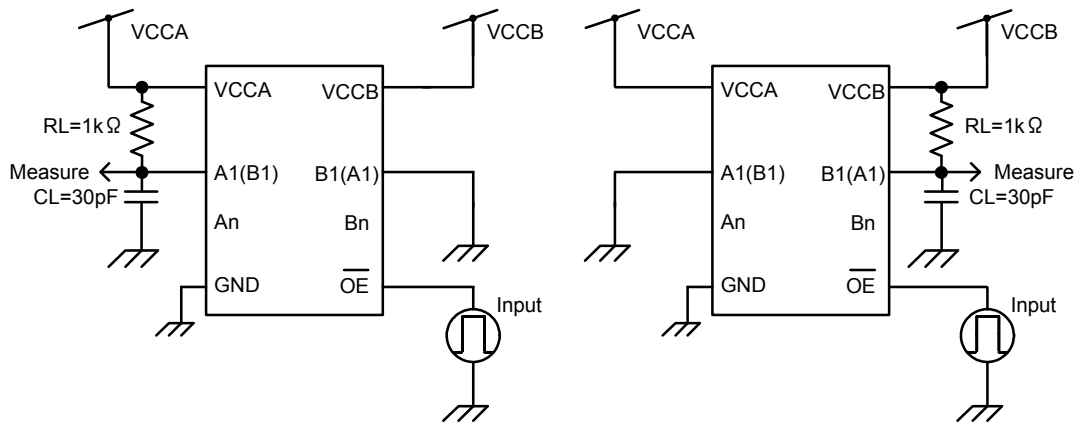 VCCA
VCCB
VCCA
VCCB
RL=1kΩ
Measure
CL=30pF
A1(B1)
B1(A1)
An
Bn
GND
OE
Input
VCCA
VCCB
VCCA
VCCB
A1(B1)
B1(A1)
An
Bn
GND
OE
RL=1kΩ
Measure
CL=30pF
Input